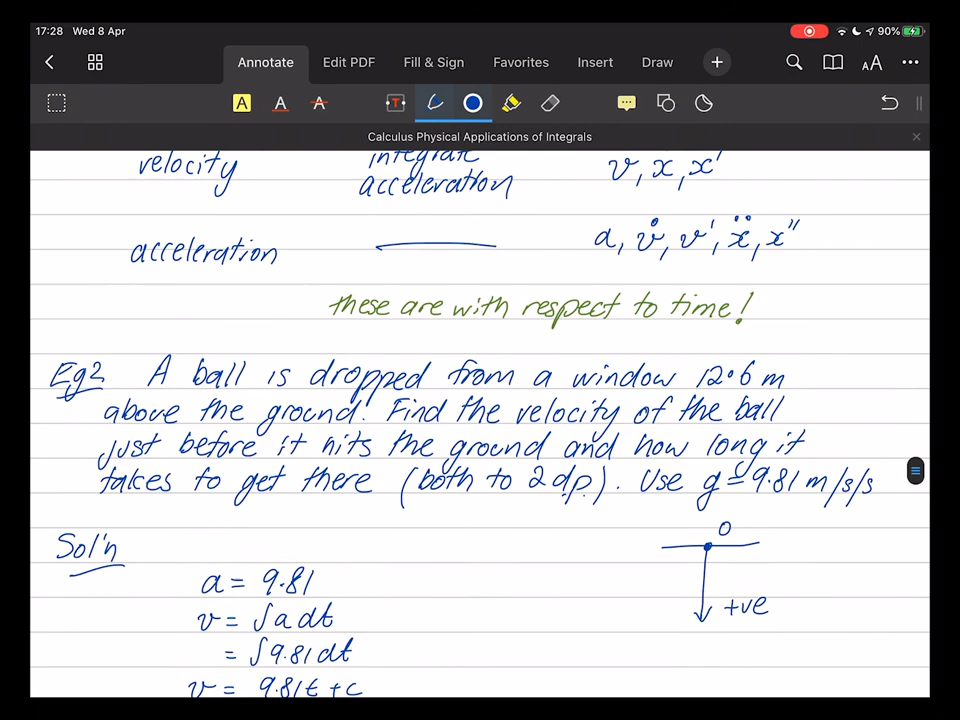 17:28 Wed 8 Apr
90%
Annotate Edit PDF Fill & Sign Favorites Insert Draw
A A A T
Calculus Physical Applications of Integrals
velocity integrate acceleration v, x, x'
acceleration a, v̇, v', ẍ, x"
these are with respect to time!
Eg2 A ball is dropped from a window 12.6 m
above the ground. Find the velocity of the ball
just before it hits the ground and how long it
takes to get there (both to 2 dp). Use g = 9.81 m/s/s
Sol'n
O
+ve
a = 9.81
v = ∫a dt
= ∫9.81 dt
v = 9.81t + c